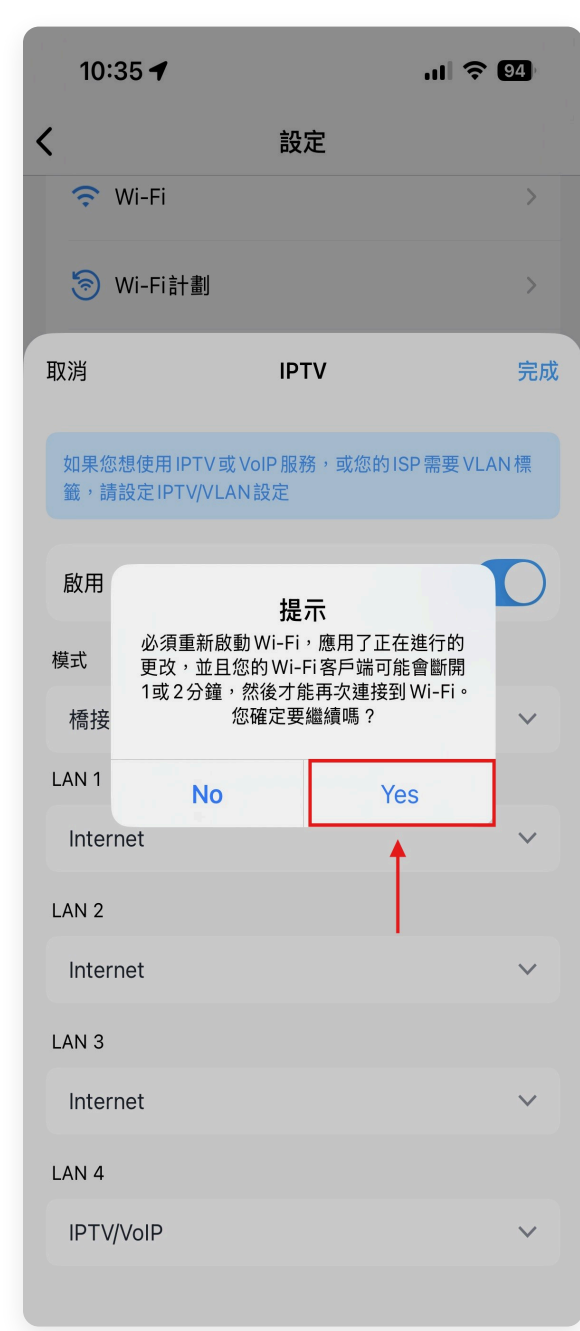 10:35
94
設定
Wi-Fi
Wi-Fi計劃
取消
IPTV
完成
如果您想使用IPTV或VoIP服務，或您的ISP需要VLAN標
籤，請設定IPTV/VLAN設定
啟用
提示
必須重新啟動Wi-Fi，應用了正在進行的
更改，並且您的Wi-Fi客戶端可能會斷開
1或2分鐘，然後才能再次連接到Wi-Fi。
您確定要繼續嗎？
No
Yes
模式
橋接
LAN 1
Internet
LAN 2
Internet
LAN 3
Internet
LAN 4
IPTV/VoIP